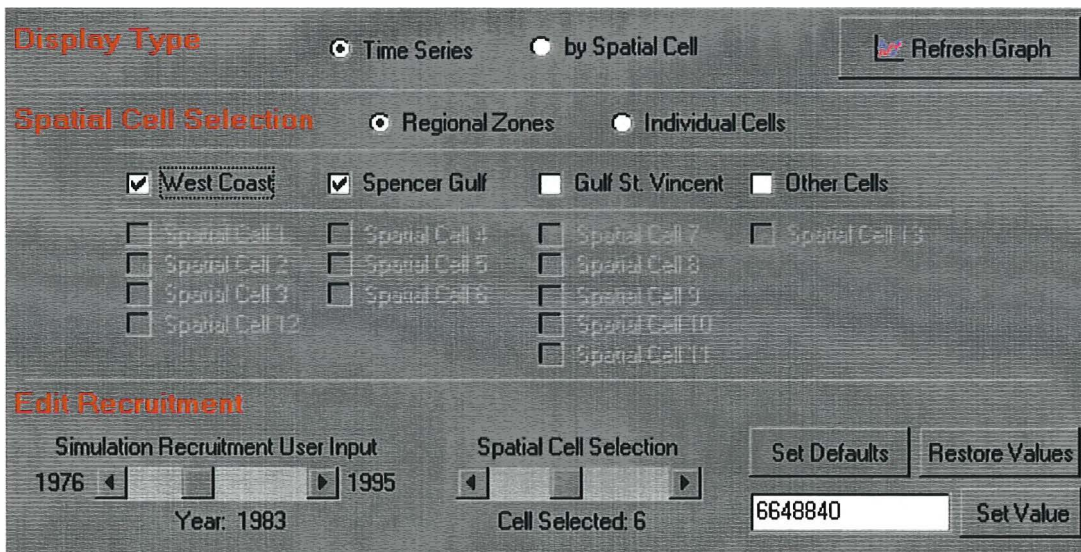 Display Type Time Series by Spatial Cell Refresh Graph
Spatial Cell Selection Regional Zones Individual Cells
West Coast Spencer Gulf Gulf St. Vincent Other Cells
Spatial Cell 1 Spatial Cell 4 Spatial Cell 7 Spatial Cell 13
Spatial Cell 2 Spatial Cell 5 Spatial Cell 8
Spatial Cell 3 Spatial Cell 6 Spatial Cell 9
Spatial Cell 12 Spatial Cell 10
Spatial Cell 11
Edit Recruitment
Simulation Recruitment User Input Spatial Cell Selection Set Defaults Restore Values
1976 1995
Year: 1983 Cell Selected: 6 6648840 Set Value